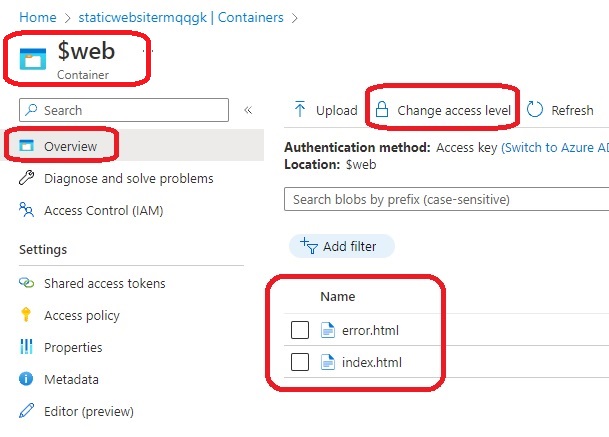 Home > staticwebsitermqqgk | Containers >
$web ...
Container
Search
«
Upload Change access level Refresh
Overview
Authentication method: Access key (Switch to Azure AD
Location: $web
Diagnose and solve problems
Access Control (IAM)
Search blobs by prefix (case-sensitive)
Settings
Add filter
Shared access tokens
Access policy
Properties
Metadata
Editor (preview)
Name
error.html
index.html